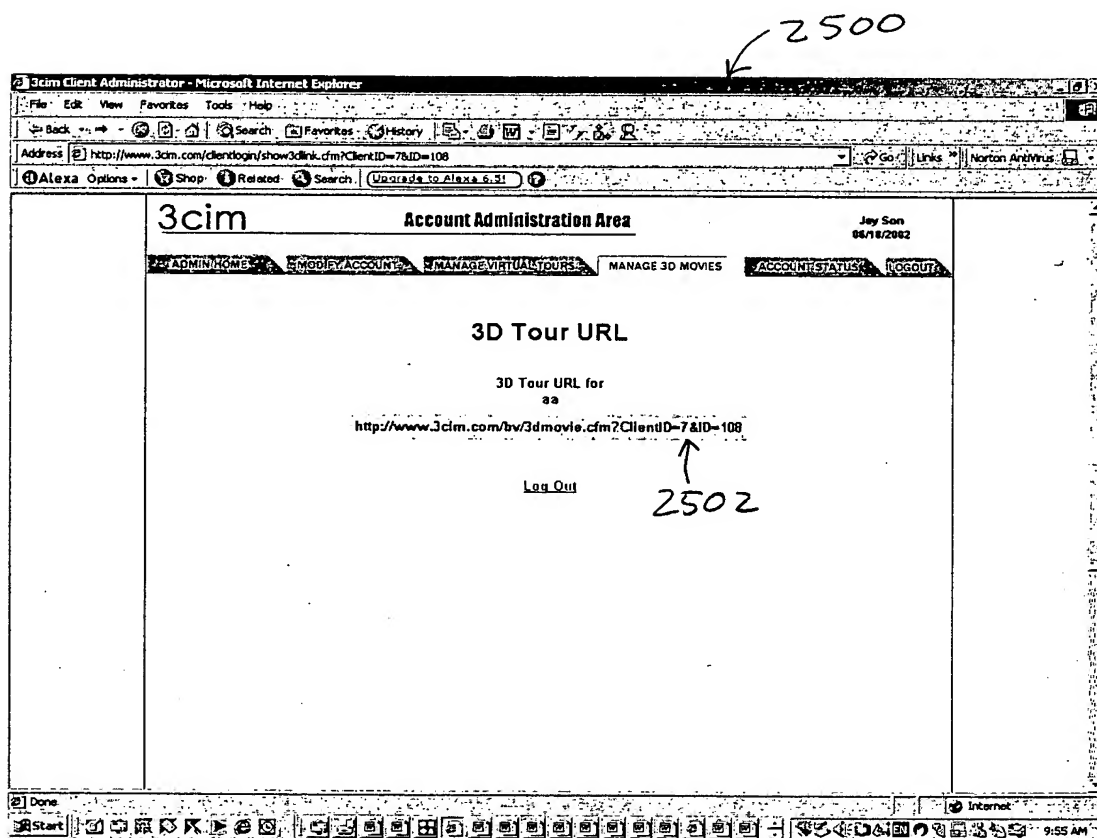 2500
3cim Client Administrator - Microsoft Internet Explorer
File Edit View Favorites Tools Help
Back Search Favorites History
Address http://www.3cim.com/clientlogin/show3dlink.cfm?ClientID=7&ID=108 Go Links » Norton AntiVirus
Alexa Options - Shop Related Search Upgrade to Alexa 6.5!
3cim Account Administration Area Jey Son
06/18/2002
ADMIN HOME MODIFY ACCOUNT MANAGE VIRTUAL TOURS MANAGE 3D MOVIES ACCOUNT STATUS LOGOUT
3D Tour URL
3D Tour URL for
aa
http://www.3cim.com/bv/3dmovie.cfm?ClientID=7&ID=108
Log Out
2502
Done Internet
Start 9:55 AM